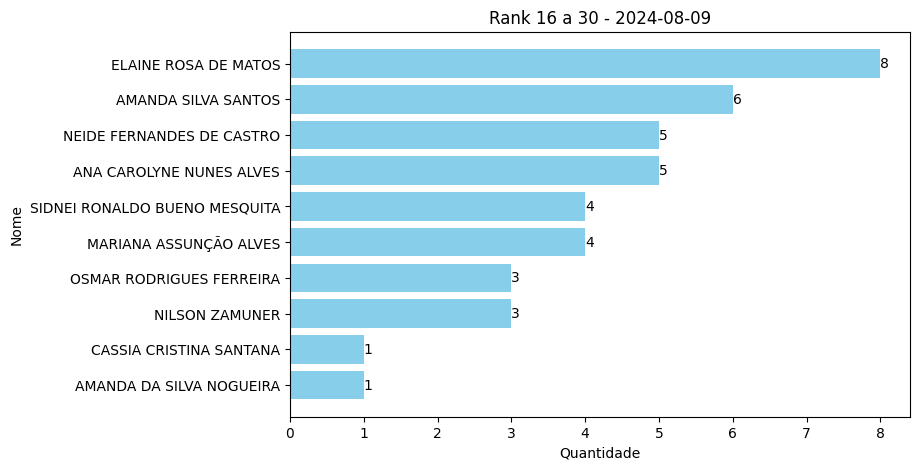 Rank 16 a 30 - 2024-08-09
Nome
ELAINE ROSA DE MATOS 8
AMANDA SILVA SANTOS 6
NEIDE FERNANDES DE CASTRO 5
ANA CAROLYNE NUNES ALVES 5
SIDNEI RONALDO BUENO MESQUITA 4
MARIANA ASSUNÇÃO ALVES 4
OSMAR RODRIGUES FERREIRA 3
NILSON ZAMUNER 3
CASSIA CRISTINA SANTANA 1
AMANDA DA SILVA NOGUEIRA 1
0 1 2 3 4 5 6 7 8
Quantidade